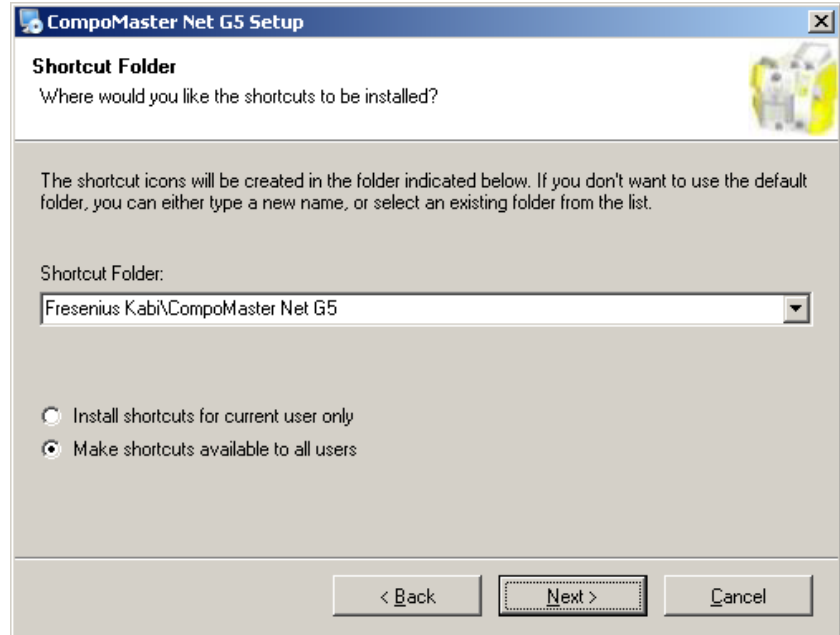 CompoMaster Net G5 Setup
Shortcut Folder
Where would you like the shortcuts to be installed?
The shortcut icons will be created in the folder indicated below. If you don't want to use the default
folder, you can either type a new name, or select an existing folder from the list.
Shortcut Folder:
Fresenius Kabi\CompoMaster Net G5
Install shortcuts for current user only
Make shortcuts available to all users
< Back
Next >
Cancel